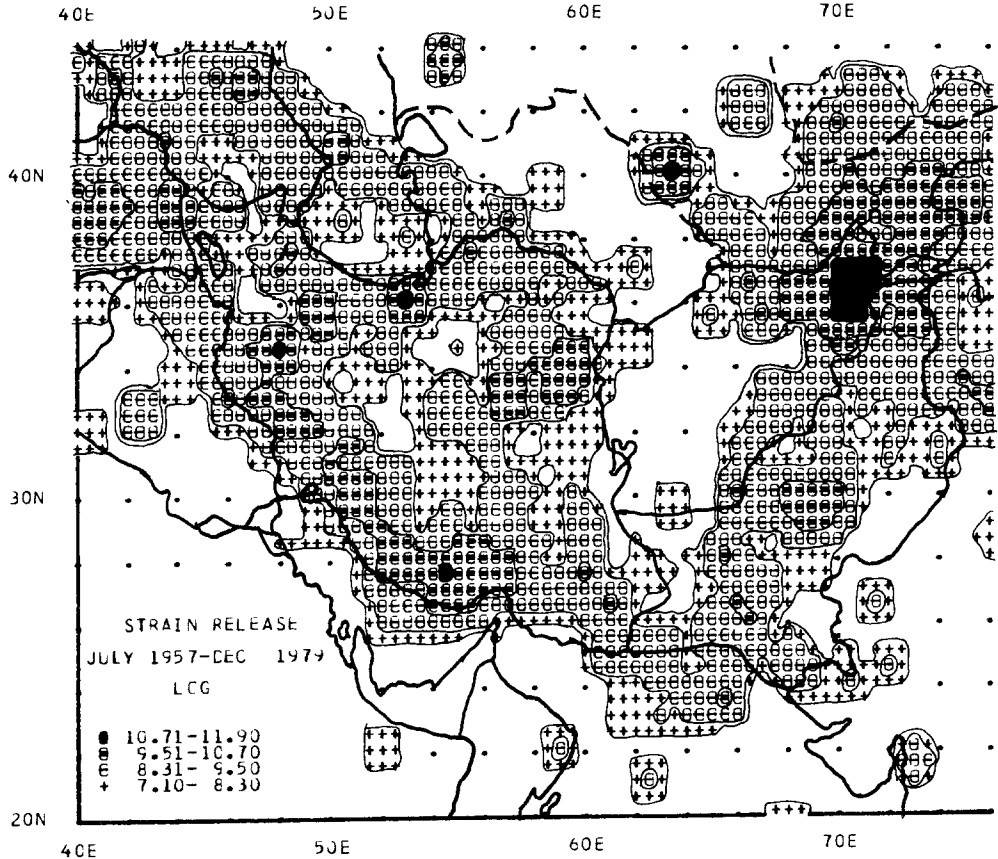 40E 50E 60E 70E
40N
30N
STRAIN RELEASE
JULY 1957-DEC 1979
LCG
10.71-11.90
9.51-10.70
8.31- 9.50
+ 7.10- 8.30
20N
40E 50E 60E 70E